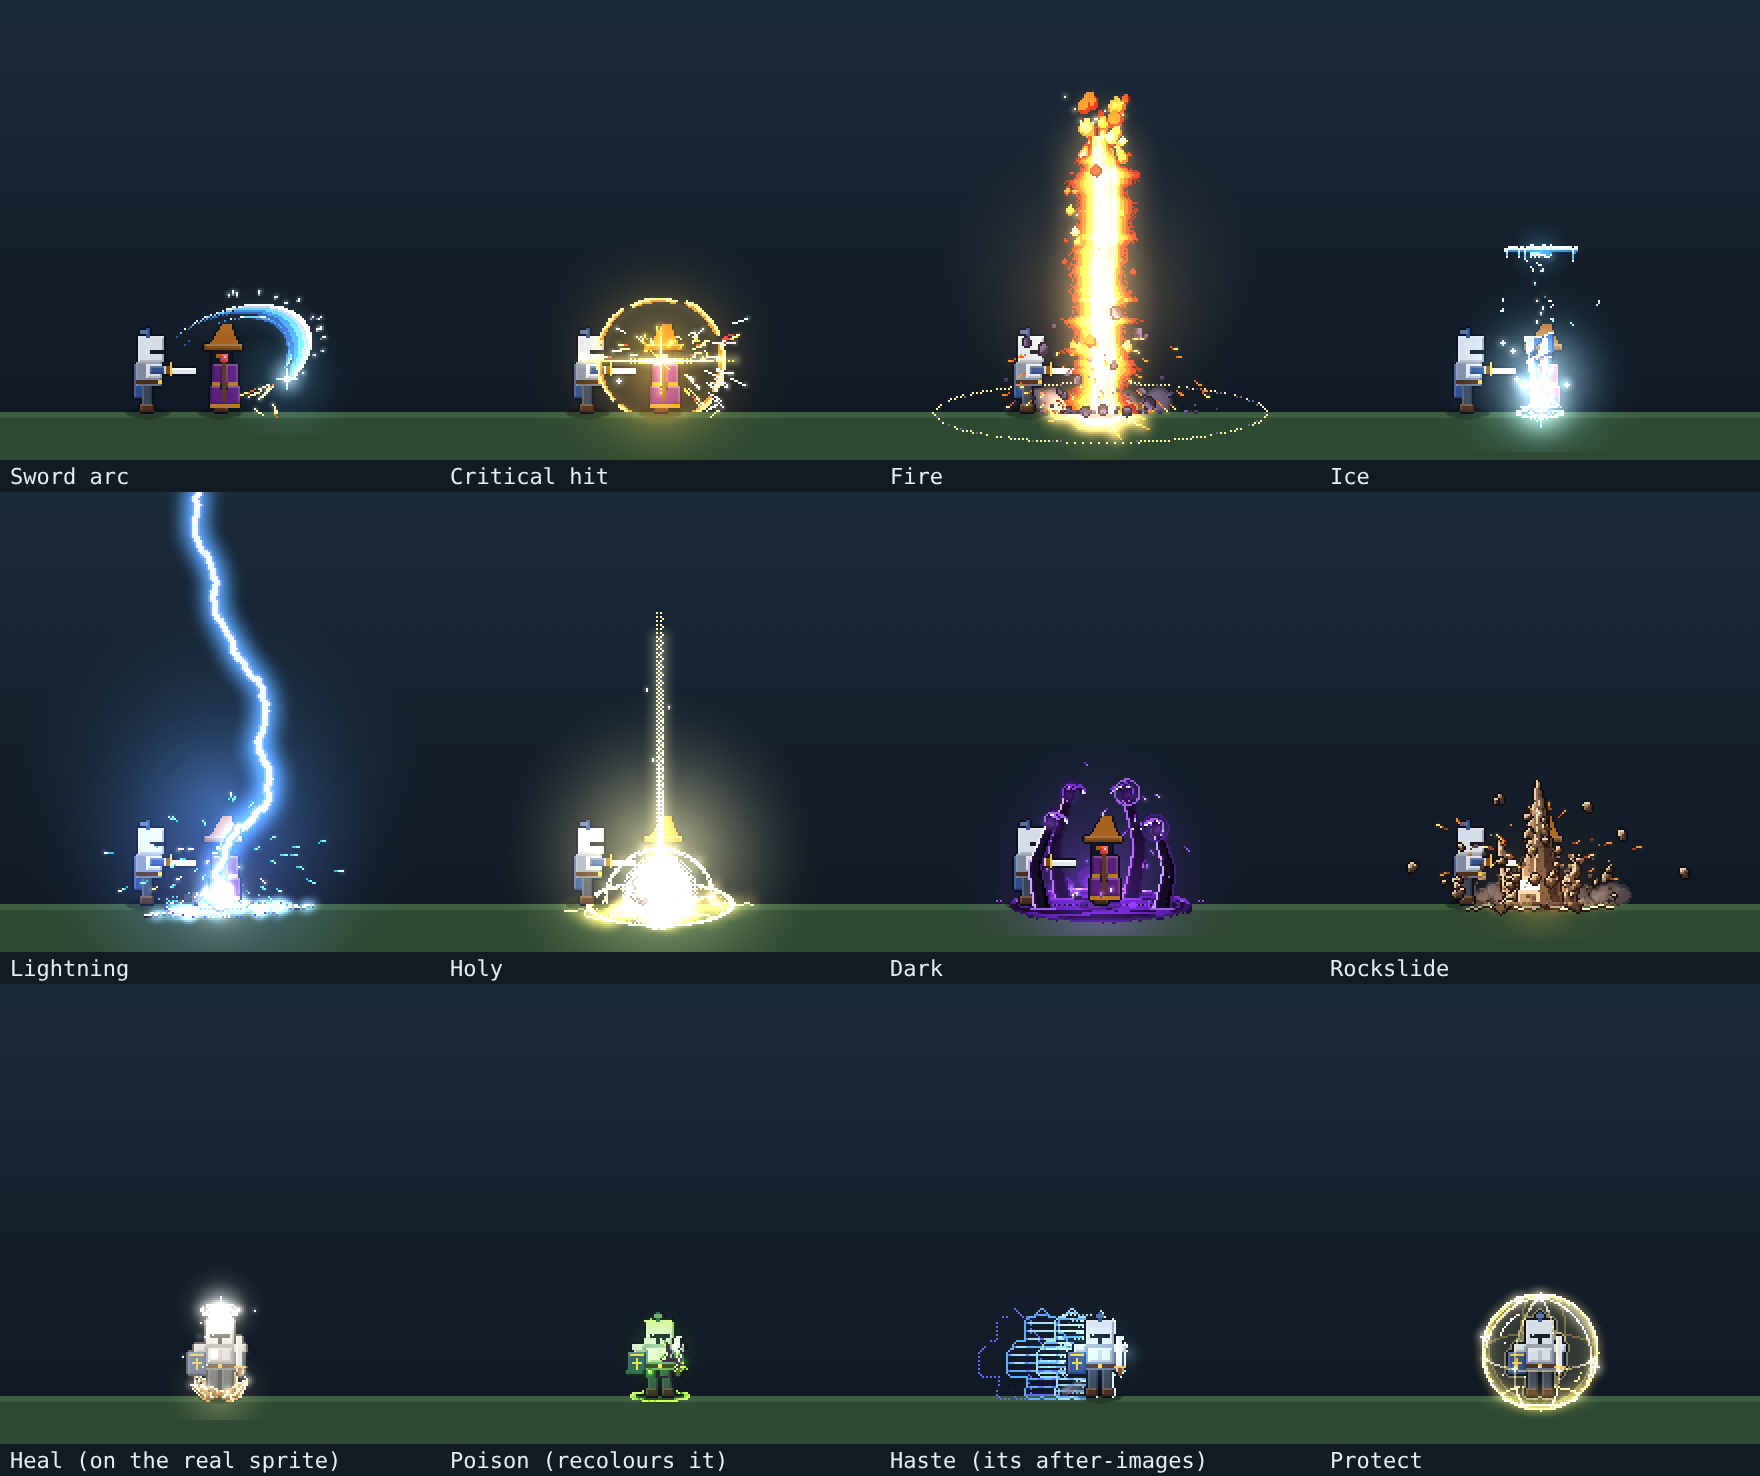 Sword arc
Critical hit
Fire
Ice
Lightning
Holy
Dark
Rockslide
Heal (on the real sprite)
Poison (recolours it)
Haste (its after-images)
Protect